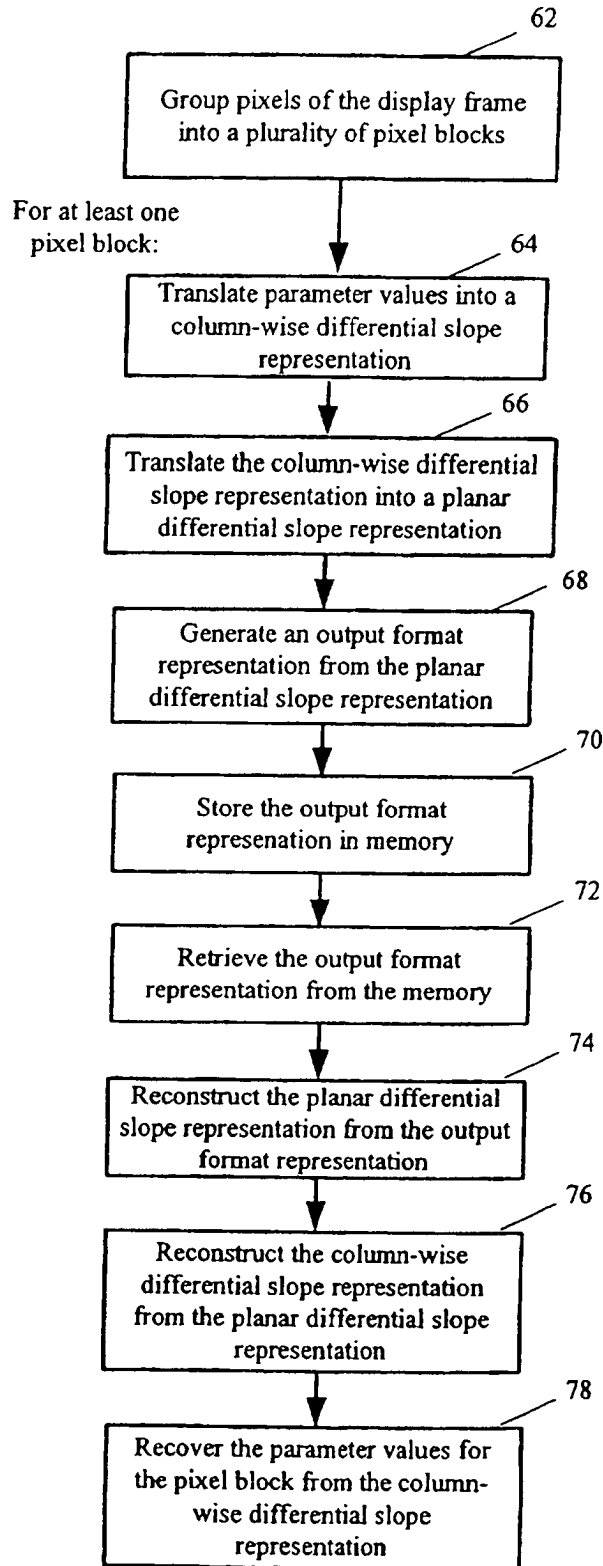 62
Group pixels of the display frame
into a plurality of pixel blocks
For at least one
pixel block:
64
Translate parameter values into a
column-wise differential slope
representation
66
Translate the column-wise differential
slope representation into a planar
differential slope representation
68
Generate an output format
representation from the planar
differential slope representation
70
Store the output format
represenation in memory
72
Retrieve the output format
representation from the memory
74
Reconstruct the planar differential
slope representation from the output
format representation
76
Reconstruct the column-wise
differential slope representation
from the planar differential slope
representation
78
Recover the parameter values for
the pixel block from the column-
wise differential slope
representation